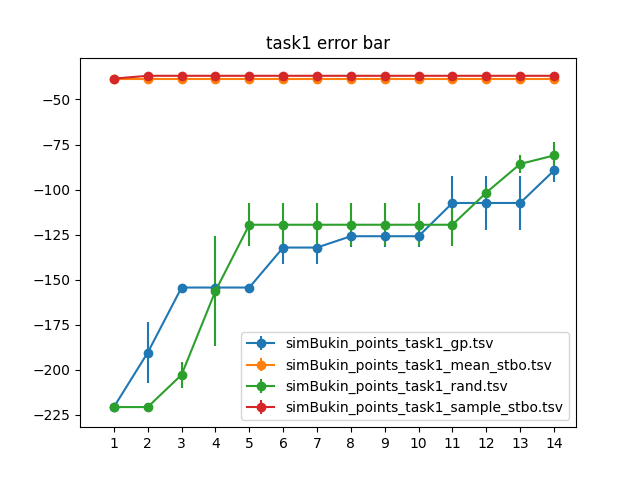 task1 error bar
−50
−75
−100
−125
−150
−175
−200
−225
simBukin_points_task1_gp.tsv
simBukin_points_task1_mean_stbo.tsv
simBukin_points_task1_rand.tsv
simBukin_points_task1_sample_stbo.tsv
1 2 3 4 5 6 7 8 9 10 11 12 13 14